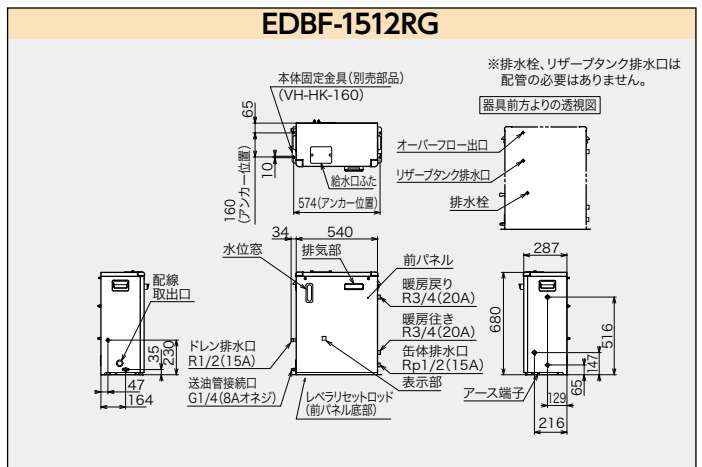 EDBF-1512RG
※排水栓、リザーブタンク排水口は
配管の必要はありません。
器具前方よりの透視図
本体固定金具（別売部品）
（VH-HK-160）
65
10
160
（アンカー位置）
給水口ふた
574（アンカー位置）
オーバーフロー出口
リザーブタンク排水口
排水栓
34
540
水位窓
排気部
前パネル
暖房戻り
R3/4（20A）
暖房往き
R3/4（20A）
缶体排水口
Rp1/2（15A）
表示部
配線
取出口
ドレン排水口
R1/2（15A）
送油管接続口
G1/4（8Aオネジ）
レベラリセットロッド
（前パネル底部）
35
230
47
164
287
680
516
147
65
アース端子
129
216